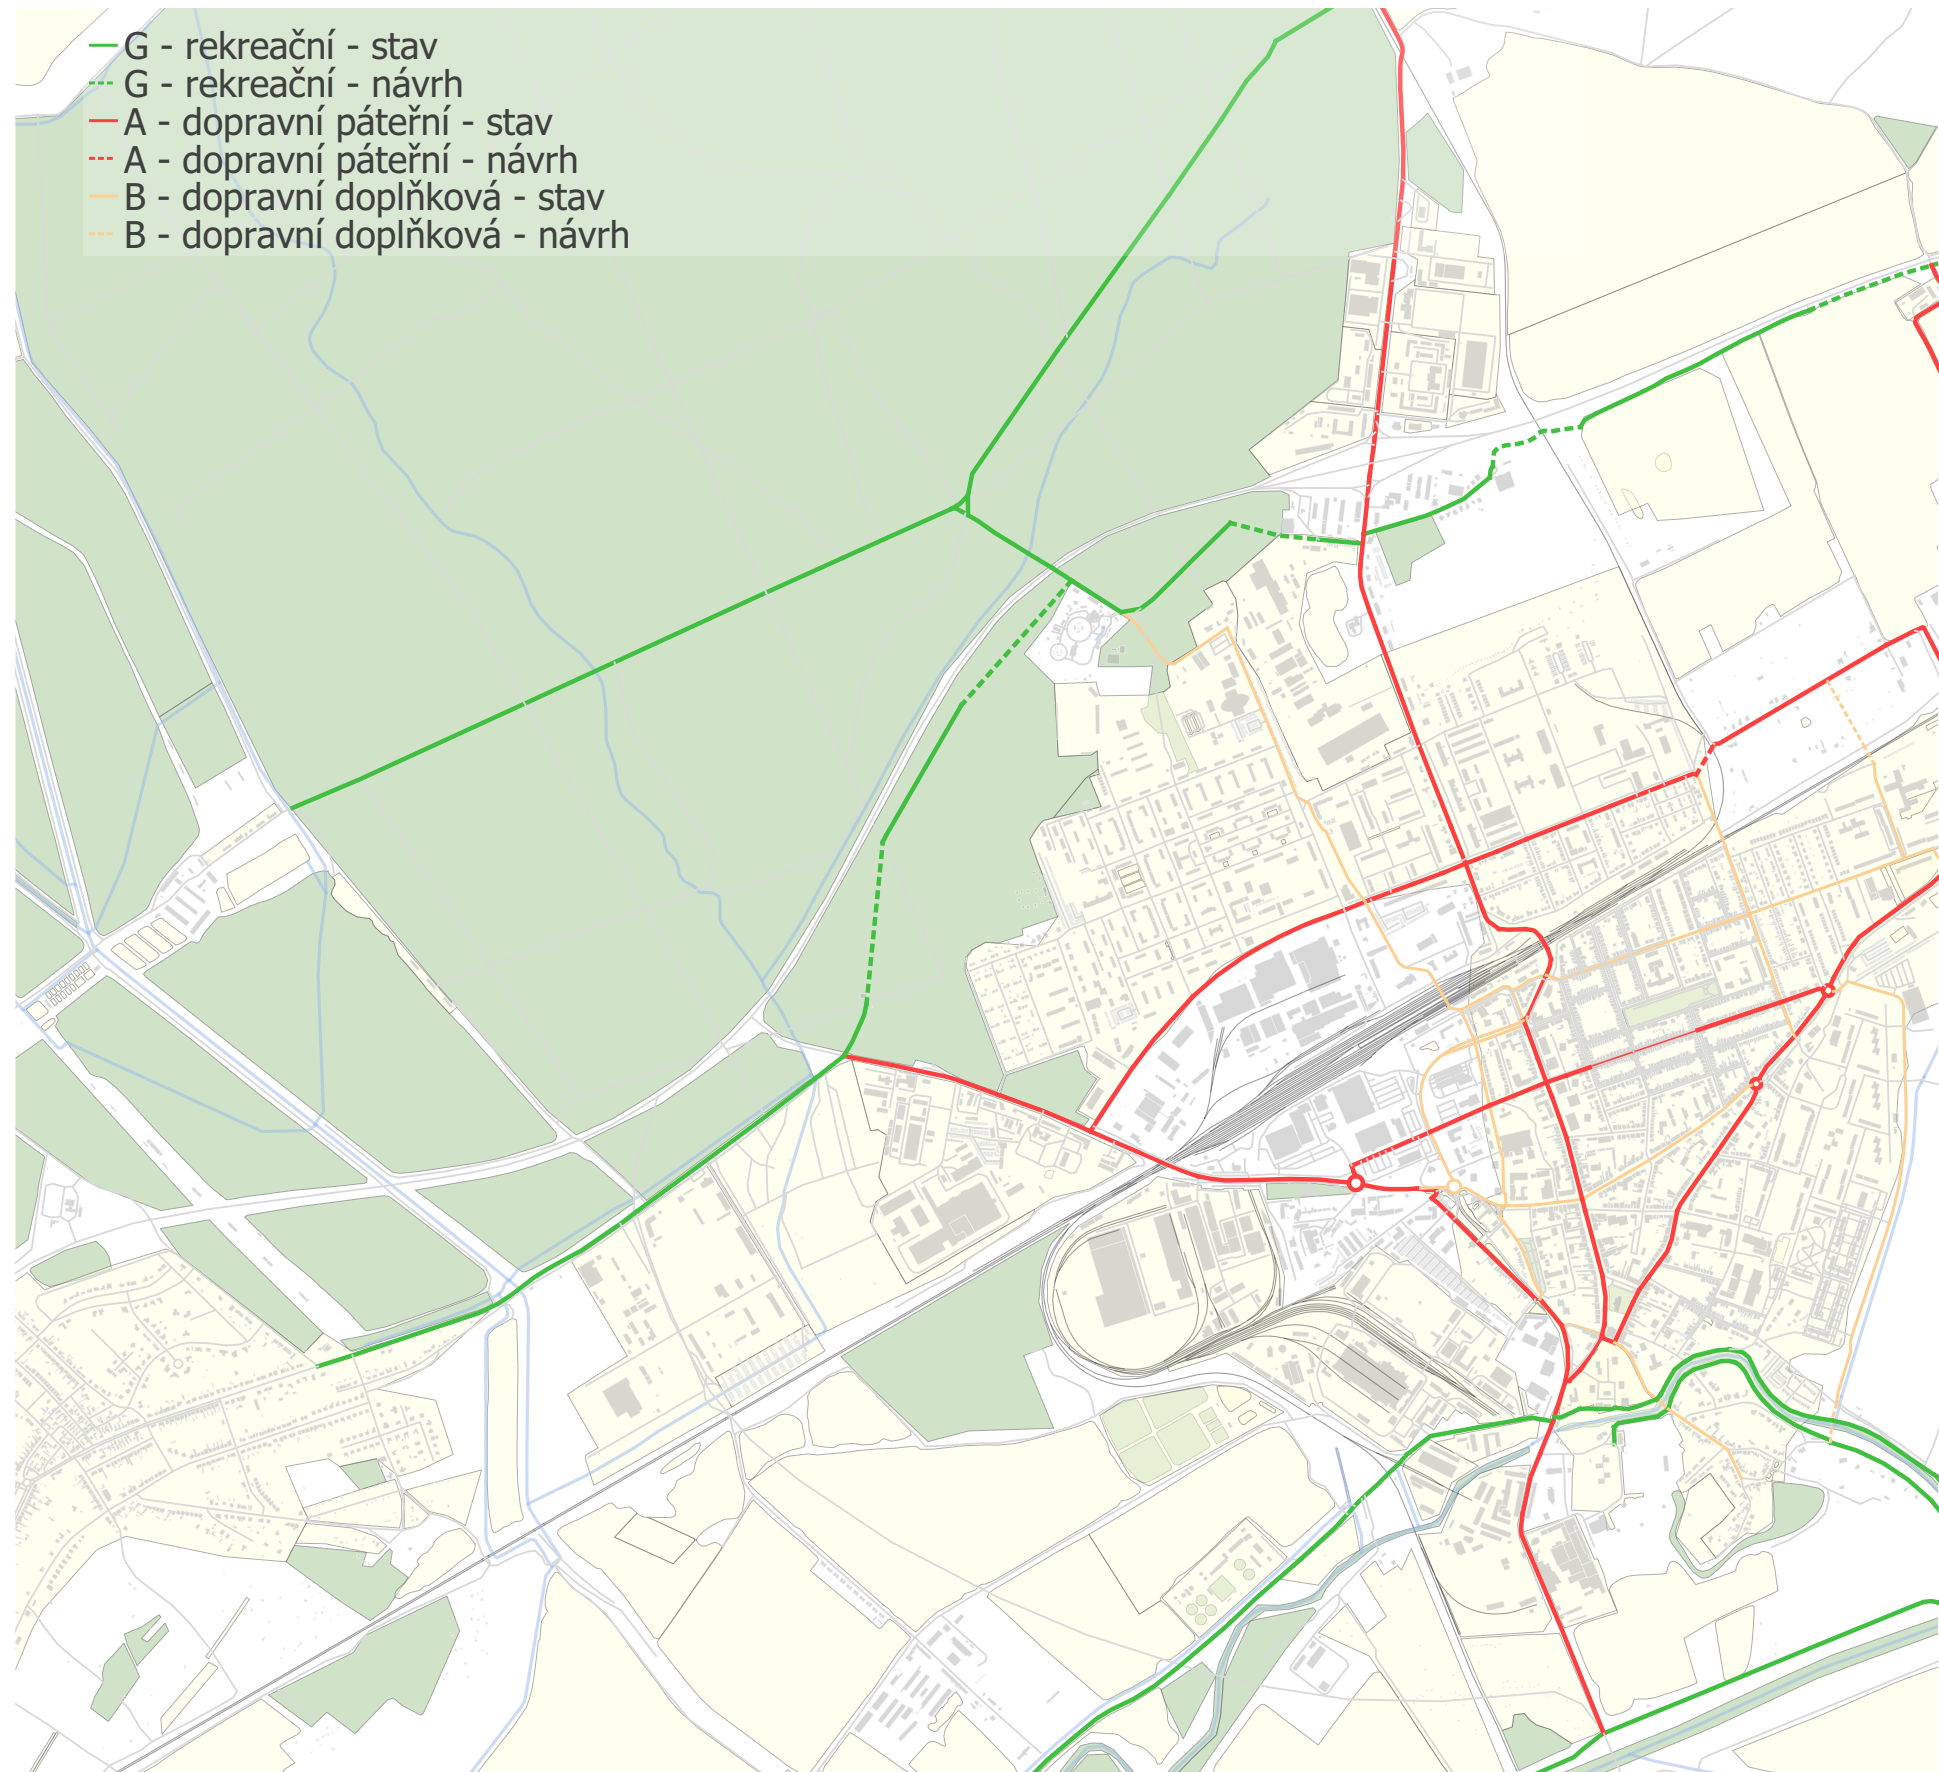 G - rekreační - stav
G - rekreační - návrh
A - dopravní páteřní - stav
A - dopravní páteřní - návrh
B - dopravní doplňková - stav
B - dopravní doplňková - návrh